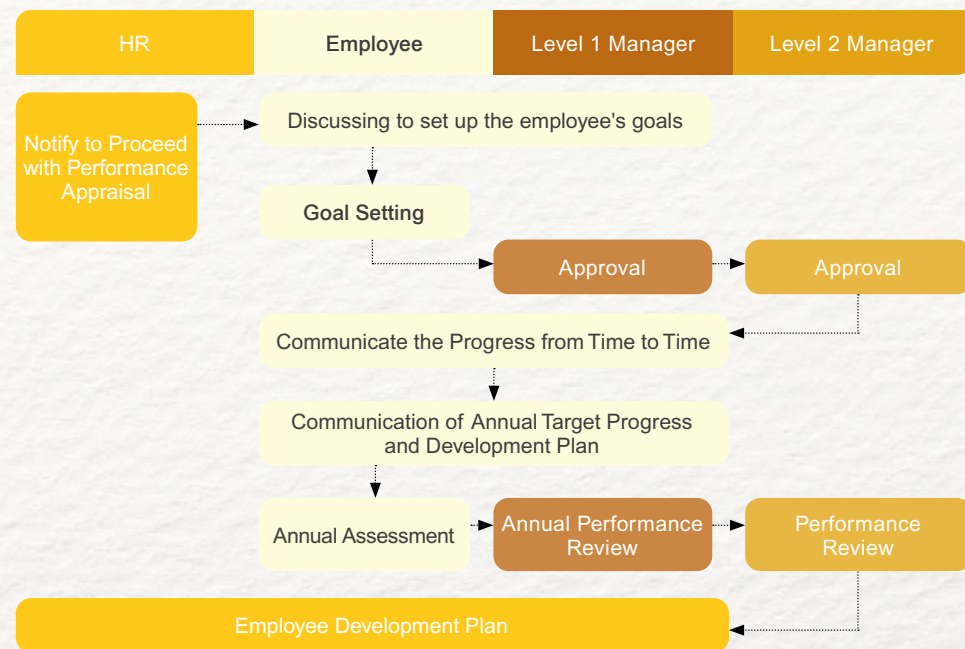 HR
Employee
Level 1 Manager
Level 2 Manager
Notify to Proceed
with Performance
Appraisal
Discussing to set up the employee's goals
Goal Setting
Approval
Approval
Communicate the Progress from Time to Time
Communication of Annual Target Progress
and Development Plan
Annual Assessment
Annual Performance
Review
Performance
Review
Employee Development Plan